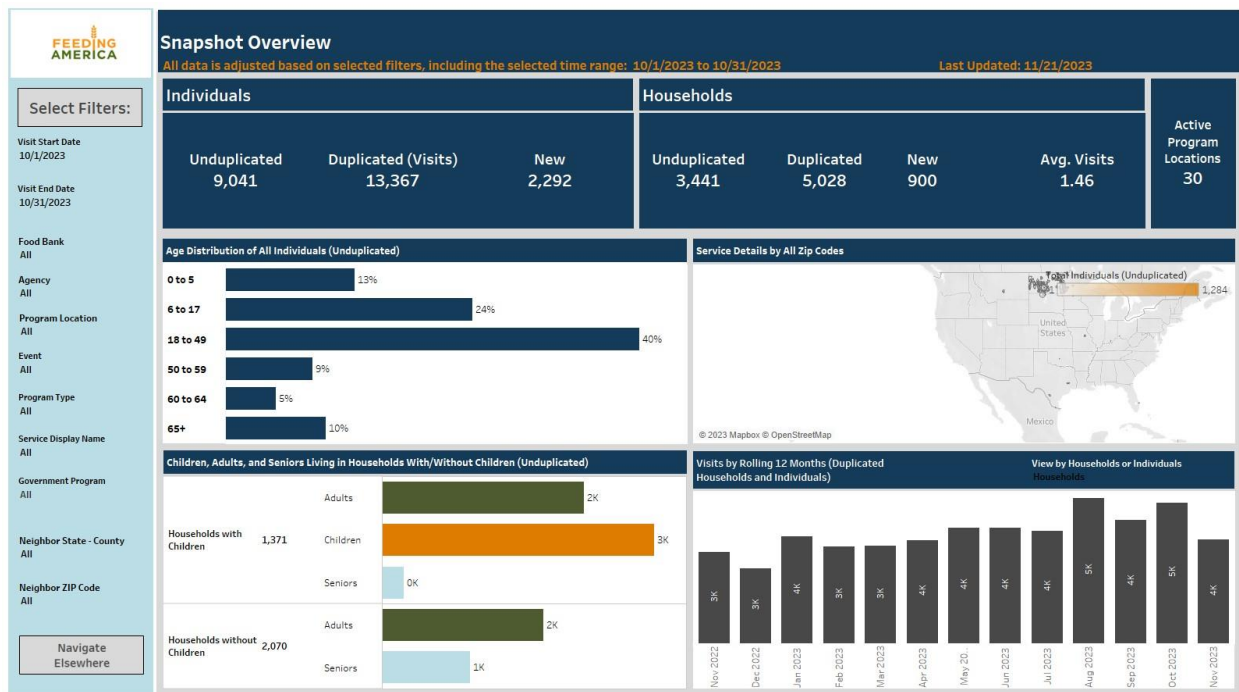 FEEDING
AMERICA
Snapshot Overview
All data is adjusted based on selected filters, including the selected time range: 10/1/2023 to 10/31/2023
Last Updated: 11/21/2023
Select Filters:
Visit Start Date
10/1/2023
Visit End Date
10/31/2023
Food Bank
All
Agency
All
Program Location
All
Event
All
Program Type
All
Service Display Name
All
Government Program
All
Neighbor State - County
All
Neighbor ZIP Code
All
Navigate
Elsewhere
Individuals
Unduplicated
9,041
Duplicated (Visits)
13,367
New
2,292
Households
Unduplicated
3,441
Duplicated
5,028
New
900
Avg. Visits
1.46
Active
Program
Locations
30
Age Distribution of All Individuals (Unduplicated)
0 to 5 13%
6 to 17 24%
18 to 49 40%
50 to 59 9%
60 to 64 5%
65+ 10%
Service Details by All Zip Codes
Total Individuals (Unduplicated)
1 1,284
United
States
Mexico
© 2023 Mapbox © OpenStreetMap
Children, Adults, and Seniors Living in Households With/Without Children (Unduplicated)
Households with
Children
1,371
Adults 2K
Children 3K
Seniors 0K
Households without
Children
2,070
Adults 2K
Seniors 1K
Visits by Rolling 12 Months (Duplicated
Households and Individuals)
View by Households or Individuals
Households
3K
3K
4K
3K
3K
4K
4K
4K
4K
5K
4K
5K
4K
Nov 2022
Dec 2022
Jan 2023
Feb 2023
Mar 2023
Apr 2023
May 20..
Jun 2023
Jul 2023
Aug 2023
Sep 2023
Oct 2023
Nov 2023